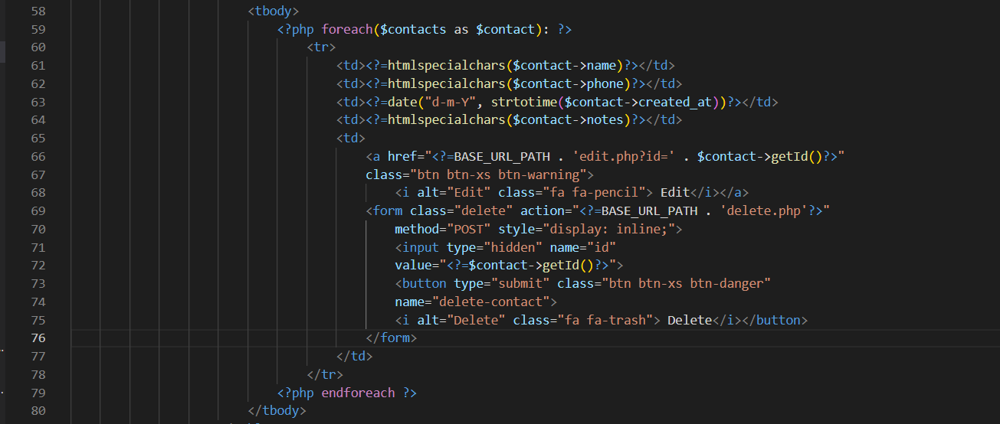 58 <tbody>
59 <?php foreach($contacts as $contact): ?>
60 <tr>
61 <td><?=htmlspecialchars($contact->name)?></td>
62 <td><?=htmlspecialchars($contact->phone)?></td>
63 <td><?=date("d-m-Y", strtotime($contact->created_at))?></td>
64 <td><?=htmlspecialchars($contact->notes)?></td>
65 <td>
66 <a href="<?=BASE_URL_PATH . 'edit.php?id=' . $contact->getId()?>"
67 class="btn btn-xs btn-warning">
68 <i alt="Edit" class="fa fa-pencil"> Edit</i></a>
69 <form class="delete" action="<?=BASE_URL_PATH . 'delete.php'?>"
70 method="POST" style="display: inline;">
71 <input type="hidden" name="id"
72 value="<?=$contact->getId()?>">
73 <button type="submit" class="btn btn-xs btn-danger"
74 name="delete-contact">
75 <i alt="Delete" class="fa fa-trash"> Delete</i></button>
76 </form>
77 </td>
78 </tr>
79 <?php endforeach ?>
80 </tbody>